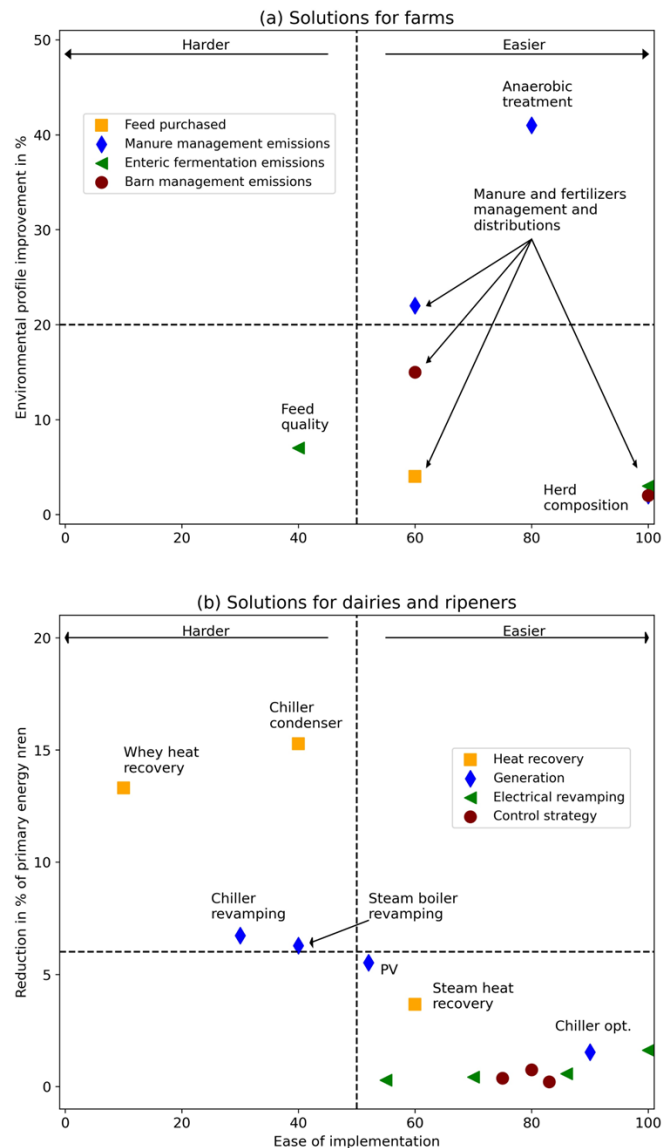 (a) Solutions for farms
Harder
Easier
50
40
30
20
10
0
Environmental profile improvement in %
Feed purchased
Manure management emissions
Enteric fermentation emissions
Barn management emissions
Anaerobic
treatment
Manure and fertilizers
management and
distributions
Feed
quality
Herd
composition
0
20
40
60
80
100
(b) Solutions for dairies and ripeners
Harder
Easier
20
15
10
5
0
Reduction in % of primary energy nren
Chiller
condenser
Whey heat
recovery
Heat recovery
Generation
Electrical revamping
Control strategy
Chiller
revamping
Steam boiler
revamping
PV
Steam heat
recovery
Chiller opt.
0
20
40
60
80
100
Ease of implementation